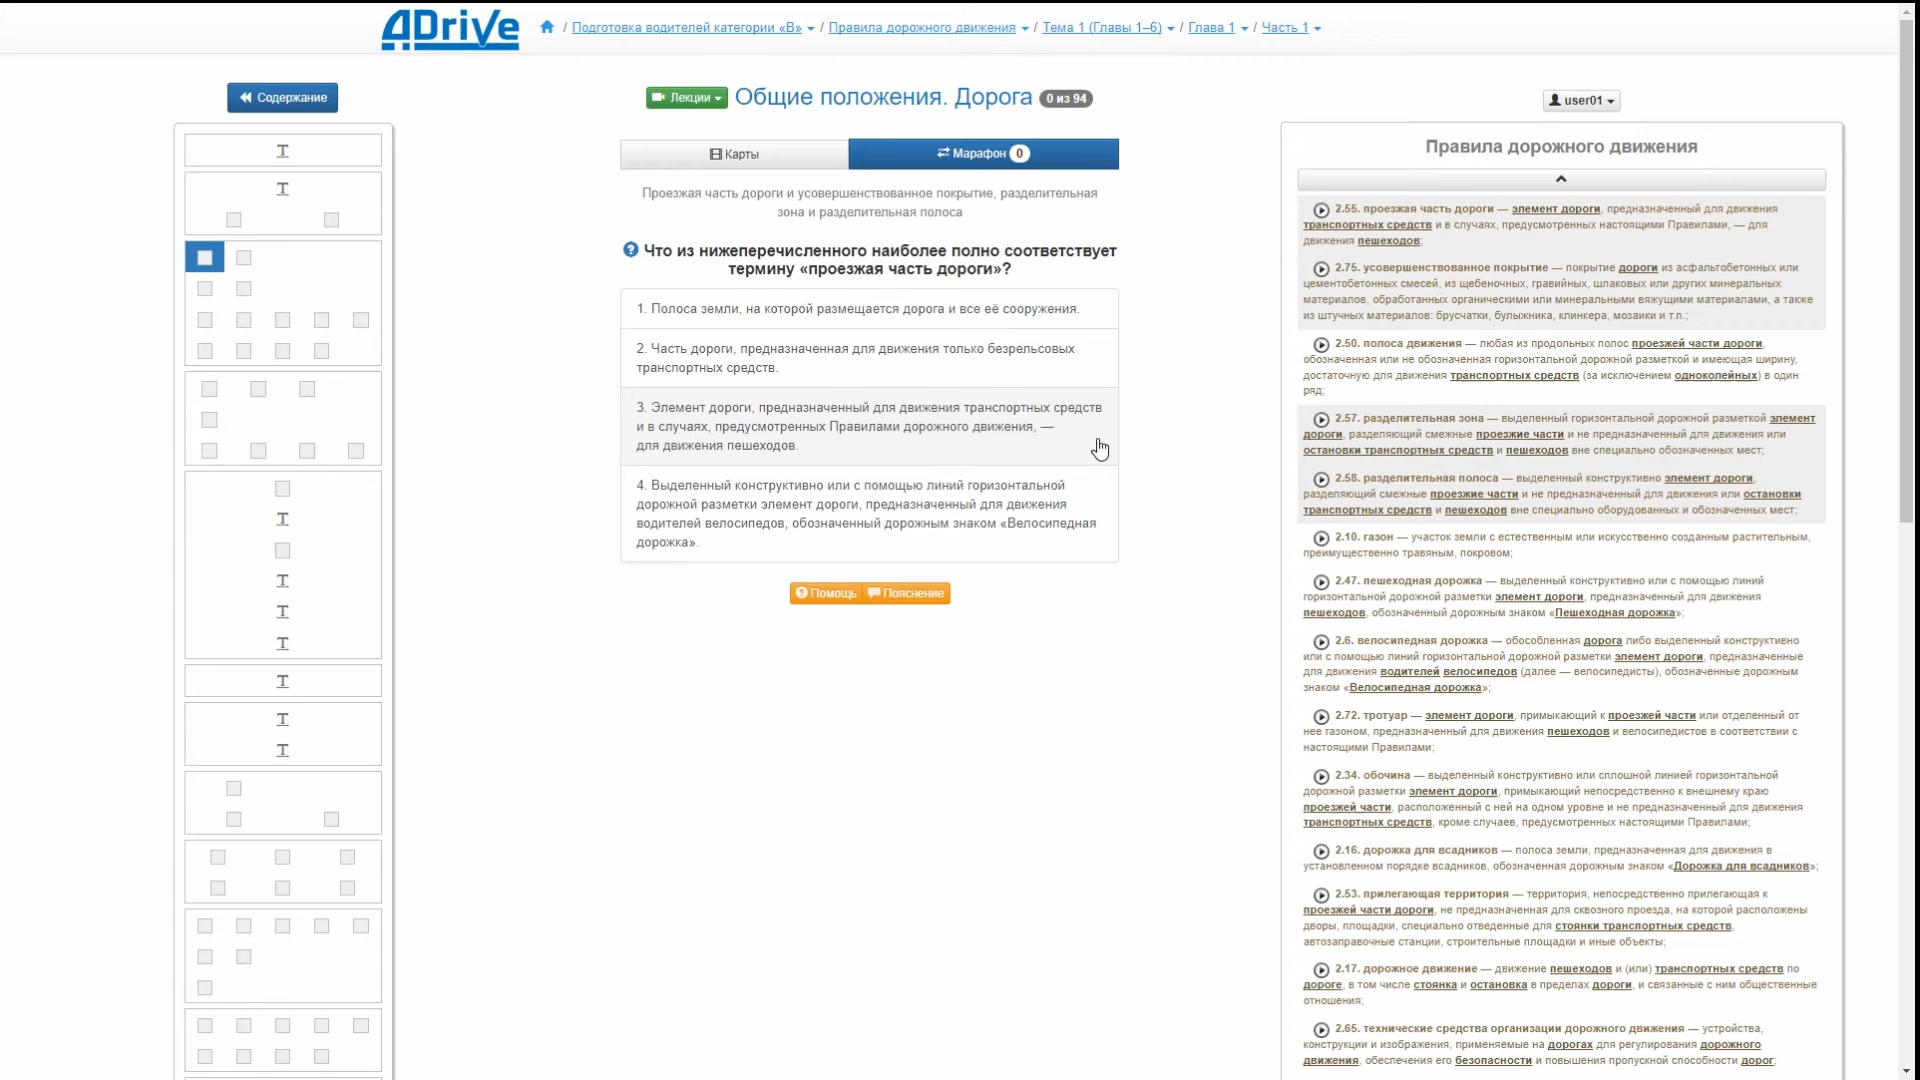 4Drive / Подготовка водителей категории «B» / Правила дорожного движения / Тема 1 (Главы 1–6) / Глава 1 / Часть 1
Содержание
T
T
T
T
T
T
T
T
T
Лекции Общие положения. Дорога 0 из 94
Карты Марафон 0
Проезжая часть дороги и усовершенствованное покрытие, разделительная
зона и разделительная полоса
Что из нижеперечисленного наиболее полно соответствует
термину «проезжая часть дороги»?
1. Полоса земли, на которой размещается дорога и все её сооружения.
2. Часть дороги, предназначенная для движения только безрельсовых
транспортных средств.
3. Элемент дороги, предназначенный для движения транспортных средств
и в случаях, предусмотренных Правилами дорожного движения, —
для движения пешеходов.
4. Выделенный конструктивно или с помощью линий горизонтальной
дорожной разметки элемент дороги, предназначенный для движения
водителей велосипедов, обозначенный дорожным знаком «Велосипедная
дорожка».
Помощь Пояснение
user01
Правила дорожного движения
2.55. проезжая часть дороги — элемент дороги, предназначенный для движения
транспортных средств и в случаях, предусмотренных настоящими Правилами, — для
движения пешеходов;
2.75. усовершенствованное покрытие — покрытие дороги из асфальтобетонных или
цементобетонных смесей, из щебеночных, гравийных, шлаковых или других минеральных
материалов, обработанных органическими или минеральными вяжущими материалами, а также
из штучных материалов: брусчатки, булыжника, клинкера, мозаики и т.п.;
2.50. полоса движения — любая из продольных полос проезжей части дороги,
обозначенная или не обозначенная горизонтальной дорожной разметкой и имеющая ширину,
достаточную для движения транспортных средств (за исключением одноколейных) в один
ряд;
2.57. разделительная зона — выделенный горизонтальной дорожной разметкой элемент
дороги, разделяющий смежные проезжие части и не предназначенный для движения или
остановки транспортных средств и пешеходов вне специально обозначенных мест;
2.58. разделительная полоса — выделенный конструктивно элемент дороги,
разделяющий смежные проезжие части и не предназначенный для движения или остановки
транспортных средств и пешеходов вне специально оборудованных и обозначенных мест;
2.10. газон — участок земли с естественным или искусственно созданным растительным,
преимущественно травяным, покровом;
2.47. пешеходная дорожка — выделенный конструктивно или с помощью линий
горизонтальной дорожной разметки элемент дороги, предназначенный для движения
пешеходов, обозначенный дорожным знаком «Пешеходная дорожка»;
2.6. велосипедная дорожка — обособленная дорога либо выделенный конструктивно
или с помощью линий горизонтальной дорожной разметки элемент дороги, предназначенные
для движения водителей велосипедов (далее — велосипедисты), обозначенные дорожным
знаком «Велосипедная дорожка»;
2.72. тротуар — элемент дороги, примыкающий к проезжей части или отделенный от
нее газоном, предназначенный для движения пешеходов и велосипедистов в соответствии с
настоящими Правилами;
2.34. обочина — выделенный конструктивно или сплошной линией горизонтальной
дорожной разметки элемент дороги, примыкающий непосредственно к внешнему краю
проезжей части, расположенный с ней на одном уровне и не предназначенный для движения
транспортных средств, кроме случаев, предусмотренных настоящими Правилами;
2.16. дорожка для всадников — полоса земли, предназначенная для движения в
установленном порядке всадников, обозначенная дорожным знаком «Дорожка для всадников»;
2.53. прилегающая территория — территория, непосредственно прилегающая к
проезжей части дороги, не предназначенная для сквозного проезда, на которой расположены
дворы, площадки, специально отведенные для стоянки транспортных средств,
автозаправочные станции, строительные площадки и иные объекты;
2.17. дорожное движение — движение пешеходов и (или) транспортных средств по
дороге, в том числе стоянка и остановка в пределах дороги, и связанные с ним общественные
отношения;
2.65. технические средства организации дорожного движения — устройства,
конструкции и изображения, применяемые на дорогах для регулирования дорожного
движения, обеспечения его безопасности и повышения пропускной способности дорог;